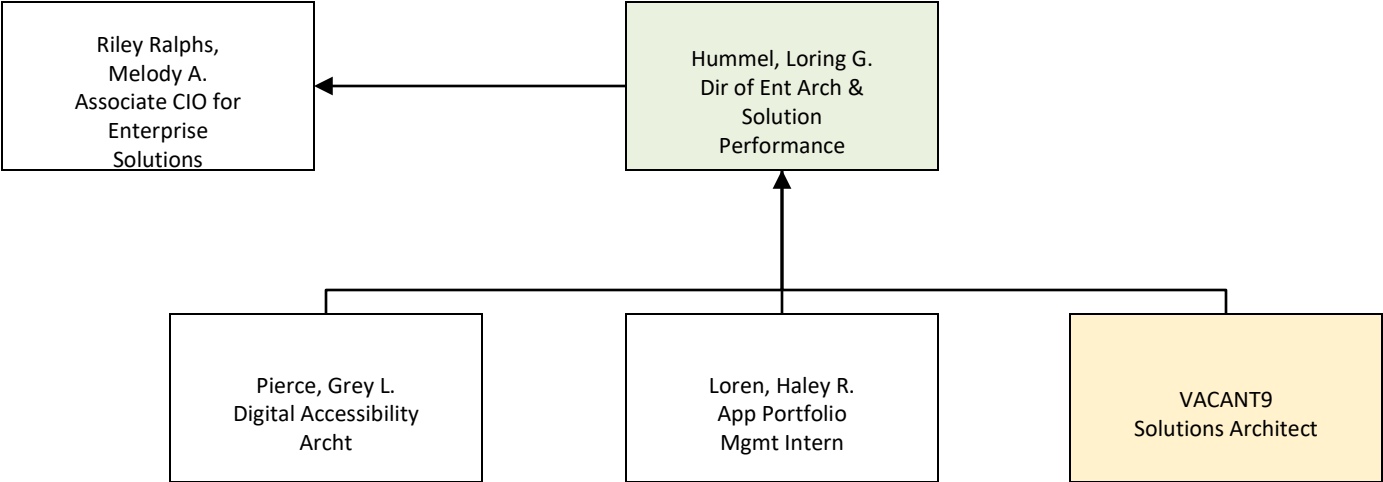 Riley Ralphs,
Melody A.
Associate CIO for
Enterprise
Solutions
Hummel, Loring G.
Dir of Ent Arch &
Solution
Performance
Pierce, Grey L.
Digital Accessibility
Archt
Loren, Haley R.
App Portfolio
Mgmt Intern
VACANT9
Solutions Architect